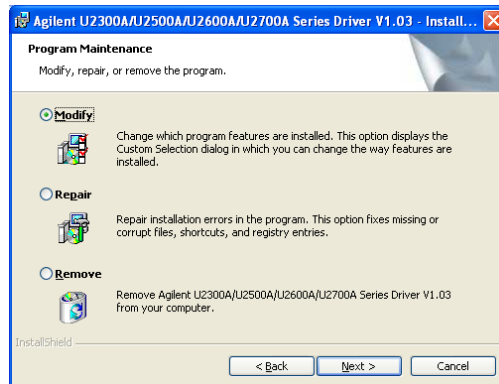 Agilent U2300A/U2500A/U2600A/U2700A Series Driver V1.03 - Install...
Program Maintenance
Modify, repair, or remove the program.
Modify
Change which program features are installed. This option displays the
Custom Selection dialog in which you can change the way features are
installed.
Repair
Repair installation errors in the program. This option fixes missing or
corrupt files, shortcuts, and registry entries.
Remove
Remove Agilent U2300A/U2500A/U2600A/U2700A Series Driver V1.03
from your computer.
InstallShield
< Back Next > Cancel